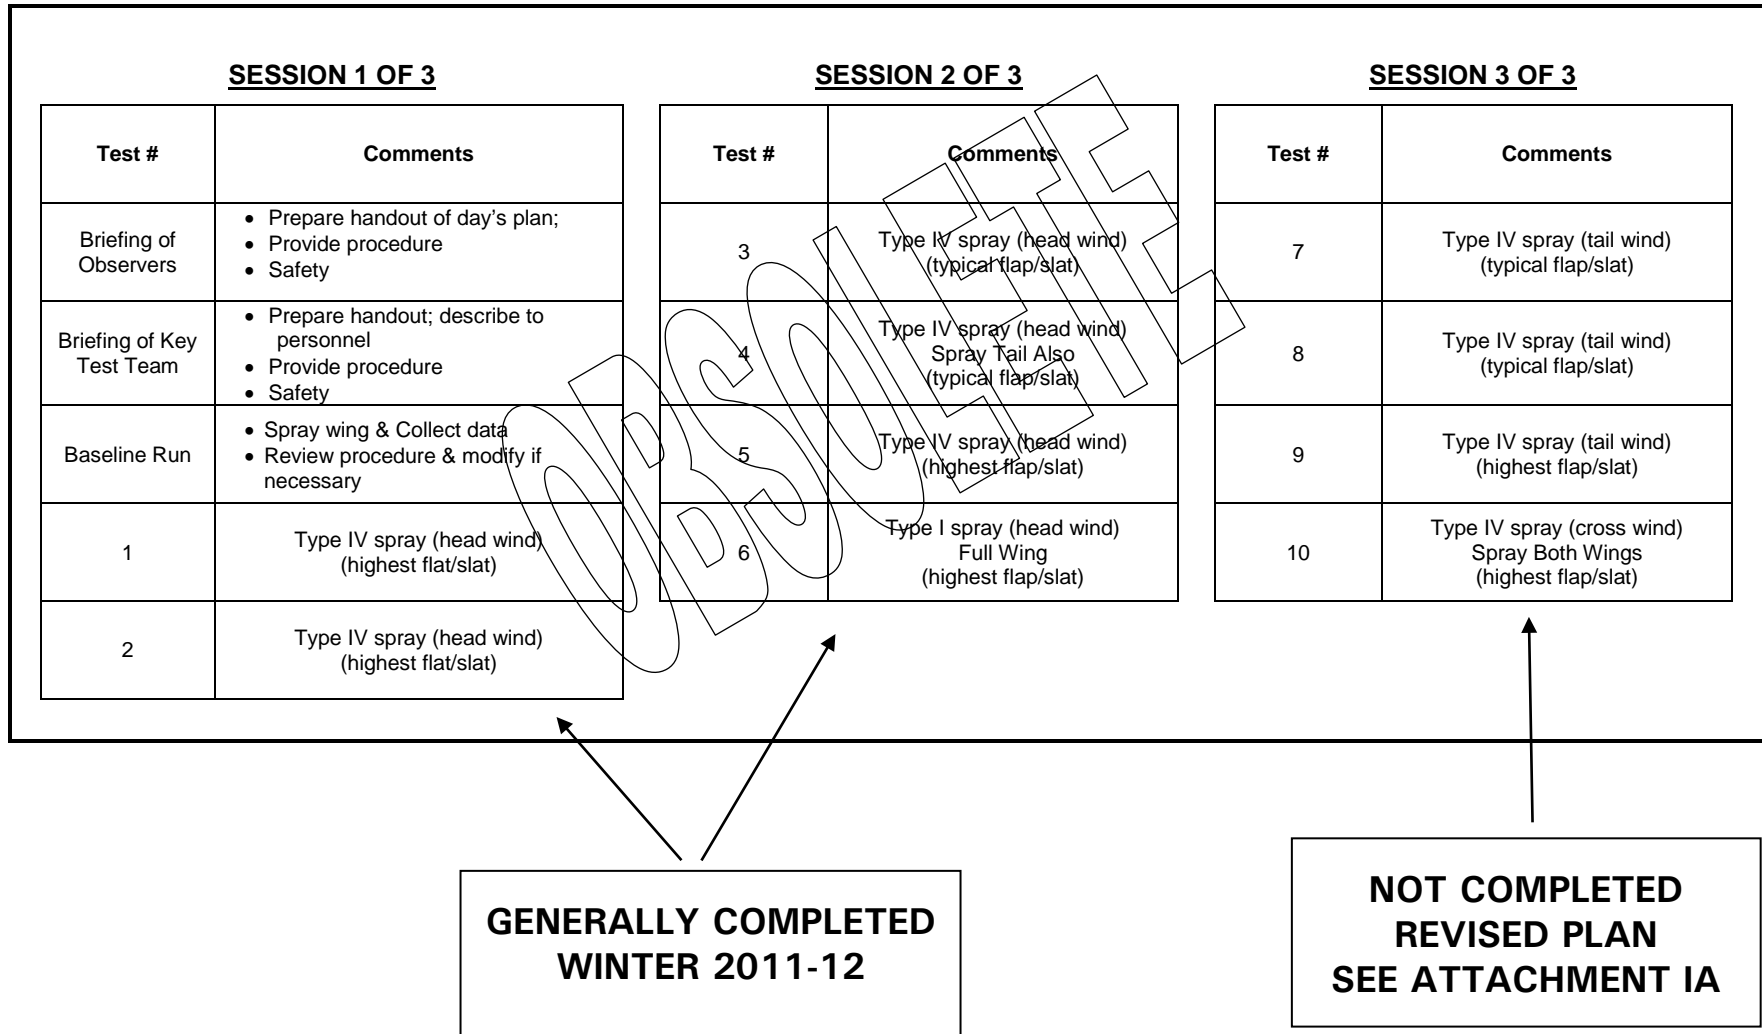 SESSION 1 OF 3
Test #
Comments
Briefing of
Observers
• Prepare handout of day's plan;
• Provide procedure
• Safety
Briefing of Key
Test Team
• Prepare handout; describe to
personnel
• Provide procedure
• Safety
Baseline Run
• Spray wing & Collect data
• Review procedure & modify if
necessary
1
Type IV spray (head wind)
(highest flat/slat)
2
Type IV spray (head wind)
(highest flat/slat)
SESSION 2 OF 3
Test #
Comments
3
Type IV spray (head wind)
(typical flap/slat)
4
Type IV spray (head wind)
Spray Tail Also
(typical flap/slat)
5
Type IV spray (head wind)
(highest flap/slat)
6
Type I spray (head wind)
Full Wing
(highest flap/slat)
SESSION 3 OF 3
Test #
Comments
7
Type IV spray (tail wind)
(typical flap/slat)
8
Type IV spray (tail wind)
(typical flap/slat)
9
Type IV spray (tail wind)
(highest flap/slat)
10
Type IV spray (cross wind)
Spray Both Wings
(highest flap/slat)
OBSOLETE
GENERALLY COMPLETED
WINTER 2011-12
NOT COMPLETED
REVISED PLAN
SEE ATTACHMENT IA